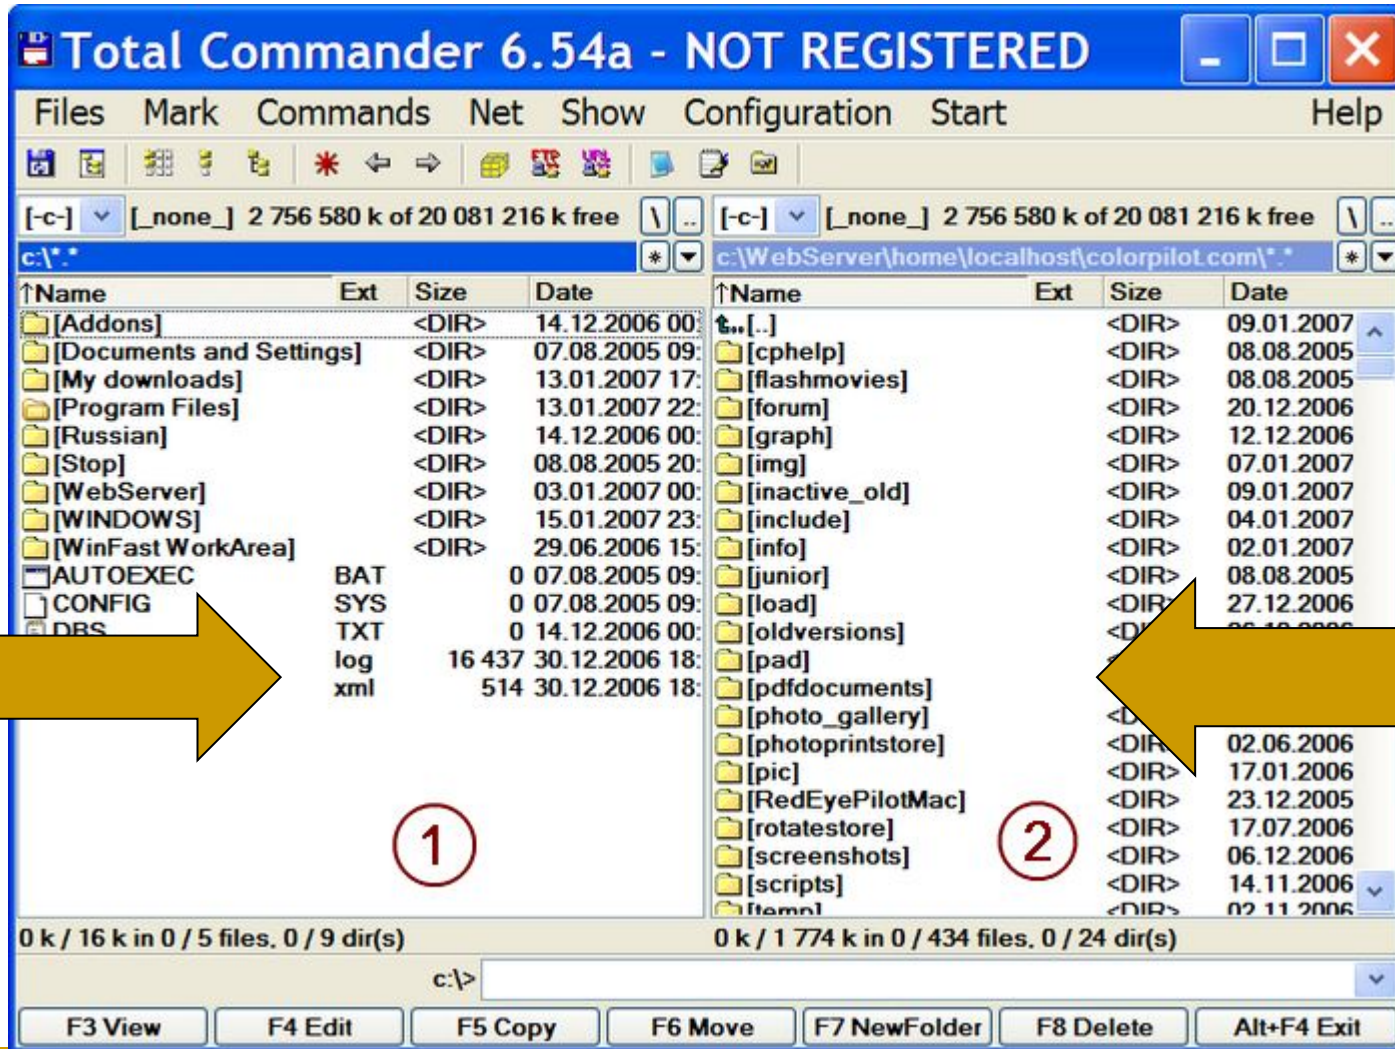 Total Commander 6.54a - NOT REGISTERED
Files Mark Commands Net Show Configuration Start Help
[-c-] [_none_] 2 756 580 k of 20 081 216 k free \ ..
c:\*.* * 
↑Name Ext Size Date
[Addons] <DIR> 14.12.2006 00:
[Documents and Settings] <DIR> 07.08.2005 09:
[My downloads] <DIR> 13.01.2007 17:
[Program Files] <DIR> 13.01.2007 22:
[Russian] <DIR> 14.12.2006 00:
[Stop] <DIR> 08.08.2005 20:
[WebServer] <DIR> 03.01.2007 00:
[WINDOWS] <DIR> 15.01.2007 23:
[WinFast WorkArea] <DIR> 29.06.2006 15:
AUTOEXEC BAT 0 07.08.2005 09:
CONFIG SYS 0 07.08.2005 09:
DBS TXT 0 14.12.2006 00:
log 16 437 30.12.2006 18:
xml 514 30.12.2006 18:
1
0 k / 16 k in 0 / 5 files, 0 / 9 dir(s)
[-c-] [_none_] 2 756 580 k of 20 081 216 k free \ ..
c:\WebServer\home\localhost\colorpilot.com\*.* *
↑Name Ext Size Date
[..] <DIR> 09.01.2007
[cphelp] <DIR> 08.08.2005
[flashmovies] <DIR> 08.08.2005
[forum] <DIR> 20.12.2006
[graph] <DIR> 12.12.2006
[img] <DIR> 07.01.2007
[inactive_old] <DIR> 09.01.2007
[include] <DIR> 04.01.2007
[info] <DIR> 02.01.2007
[junior] <DIR> 08.08.2005
[load] <DIR> 27.12.2006
[oldversions]
[pad]
[pdfdocuments]
[photo_gallery]
[photoprintstore] <DIR> 02.06.2006
[pic] <DIR> 17.01.2006
[RedEyePilotMac] <DIR> 23.12.2005
[rotatestore] <DIR> 17.07.2006
[screenshots] <DIR> 06.12.2006
[scripts] <DIR> 14.11.2006
[temp] <DIR> 02.11.2006
2
0 k / 1 774 k in 0 / 434 files, 0 / 24 dir(s)
c:\>
F3 View F4 Edit F5 Copy F6 Move F7 NewFolder F8 Delete Alt+F4 Exit